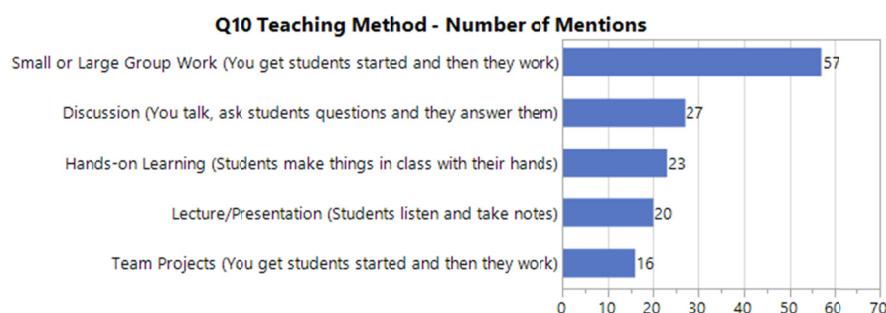 Q10 Teaching Method - Number of Mentions
Small or Large Group Work (You get students started and then they work) 57
Discussion (You talk, ask students questions and they answer them) 27
Hands-on Learning (Students make things in class with their hands) 23
Lecture/Presentation (Students listen and take notes) 20
Team Projects (You get students started and then they work) 16
0 10 20 30 40 50 60 70